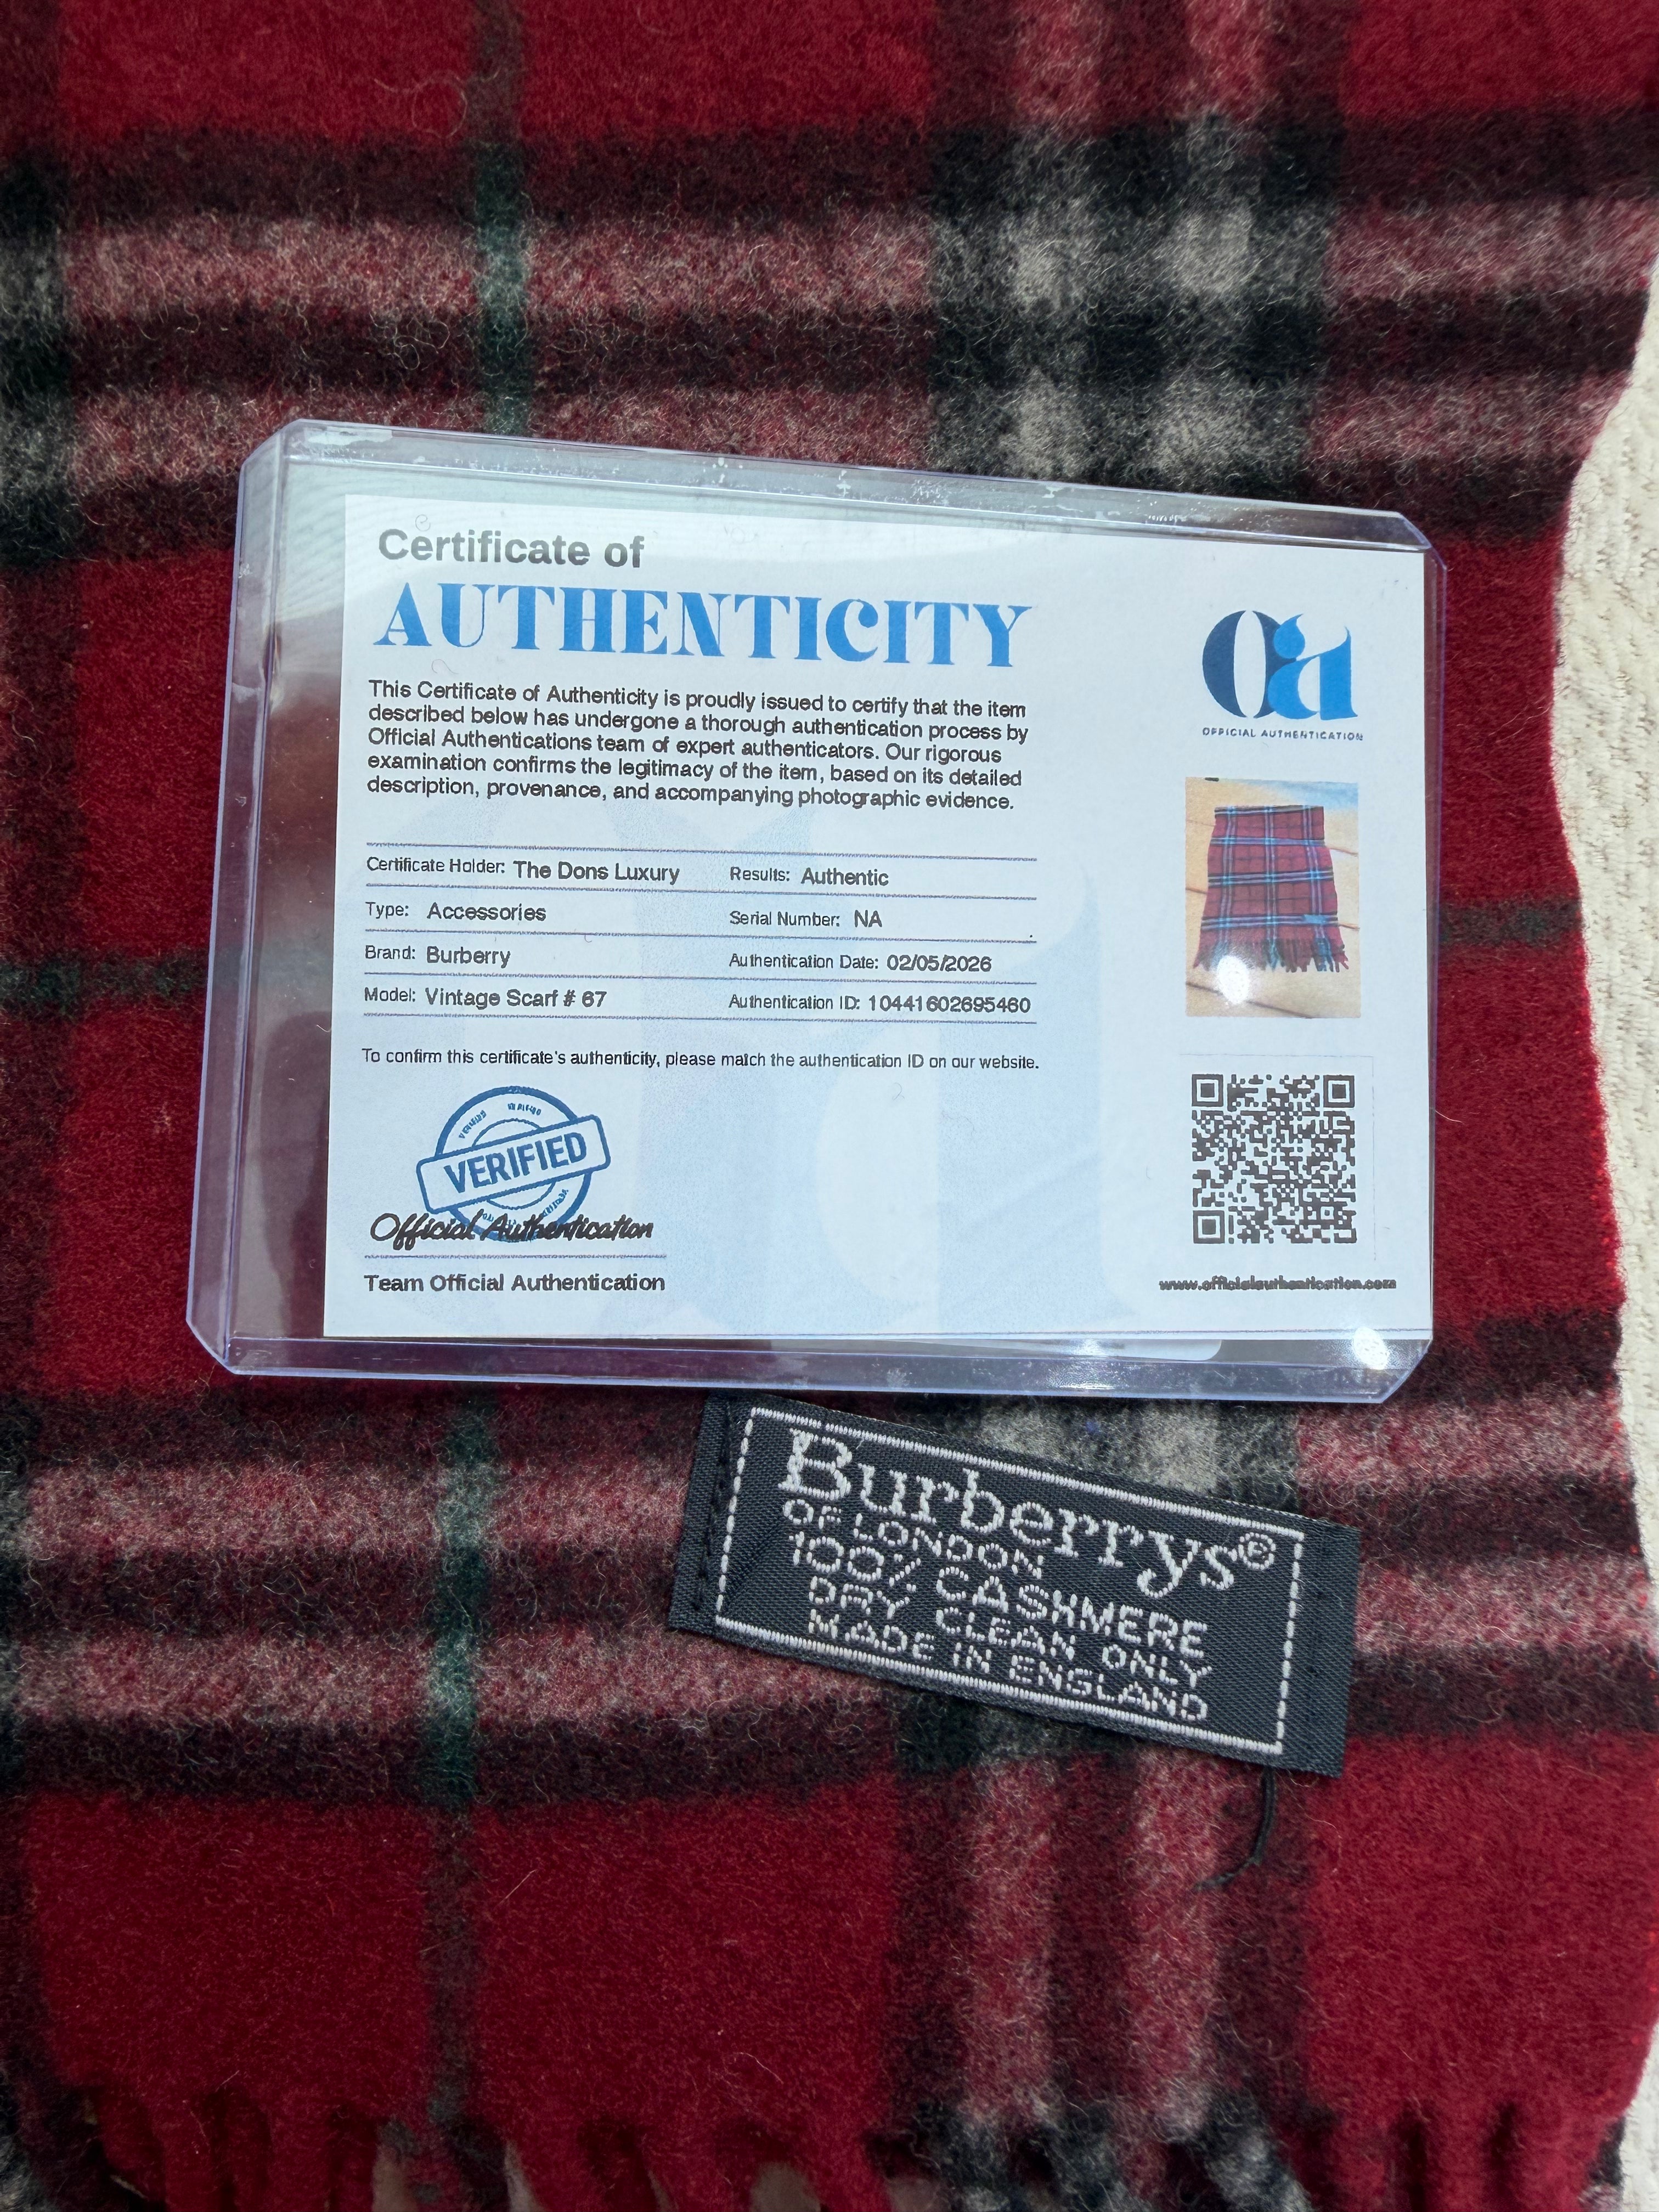 Certificate of
AUTHENTICITY
This Certificate of Authenticity is proudly issued to certify that the item
described below has undergone a thorough authentication process by
Official Authentications team of expert authenticators. Our rigorous
examination confirms the legitimacy of the item, based on its detailed
description, provenance, and accompanying photographic evidence.
Oa
OFFICIAL AUTHENTICATION
Certificate Holder: The Dons Luxury Results: Authentic
Type: Accessories Serial Number: NA
Brand: Burberry Authentication Date: 02/05/2026
Model: Vintage Scarf # 67 Authentication ID: 10441602695460
To confirm this certificate's authenticity, please match the authentication ID on our website.
VERIFIED
VERIFIED
VERIFIED
Official Authentication
Team Official Authentication
www.officialauthentication.com
Burberrys®
OF LONDON
100% CASHMERE
DRY CLEAN ONLY
MADE IN ENGLAND